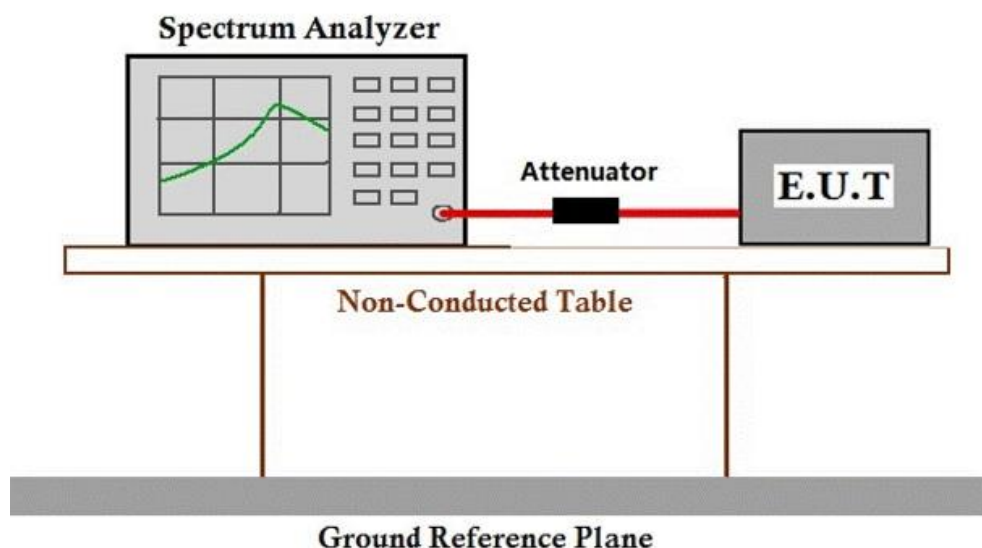 Spectrum Analyzer
Attenuator
E.U.T
Non-Conducted Table
Ground Reference Plane